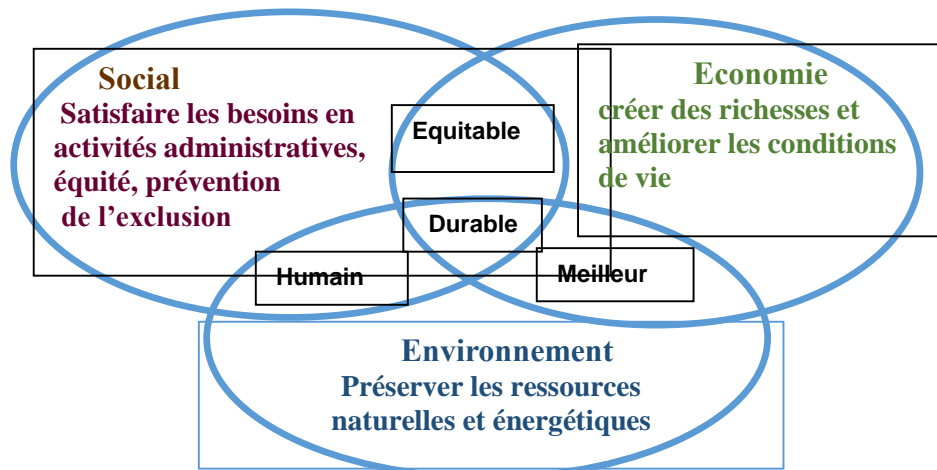 Social
Satisfaire les besoins en
activités administratives,
équité, prévention
de l'exclusion
Equitable
Economie
créer des richesses et
améliorer les conditions
de vie
Durable
Humain
Meilleur
Environnement
Préserver les ressources
naturelles et énergétiques